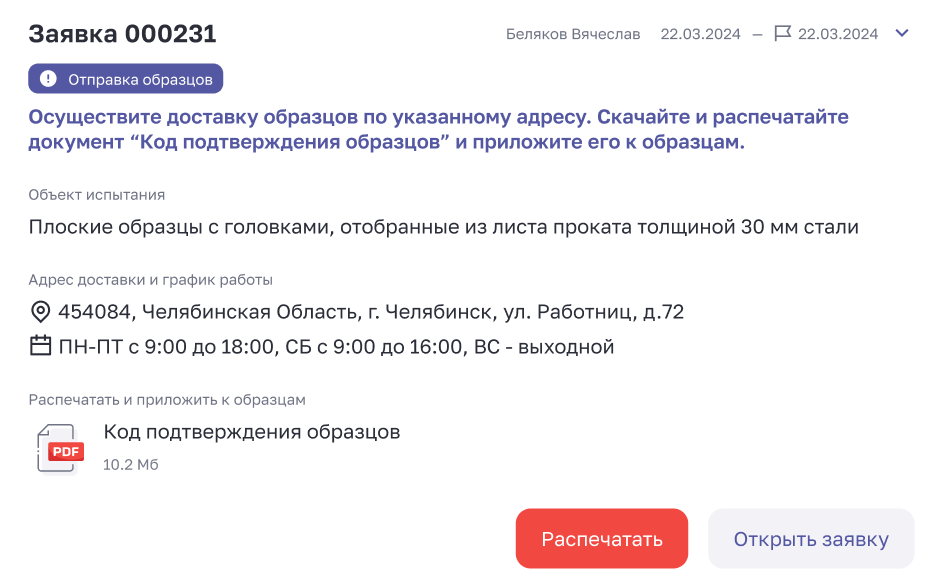 Заявка 000231
Беляков Вячеслав 22.03.2024 – 22.03.2024
Отправка образцов
Осуществите доставку образцов по указанному адресу. Скачайте и распечатайте
документ “Код подтверждения образцов” и приложите его к образцам.
Объект испытания
Плоские образцы с головками, отобранные из листа проката толщиной 30 мм стали
Адрес доставки и график работы
454084, Челябинская Область, г. Челябинск, ул. Работниц, д.72
ПН-ПТ с 9:00 до 18:00, СБ с 9:00 до 16:00, ВС - выходной
Распечатать и приложить к образцам
Код подтверждения образцов
PDF
10.2 Мб
Распечатать
Открыть заявку